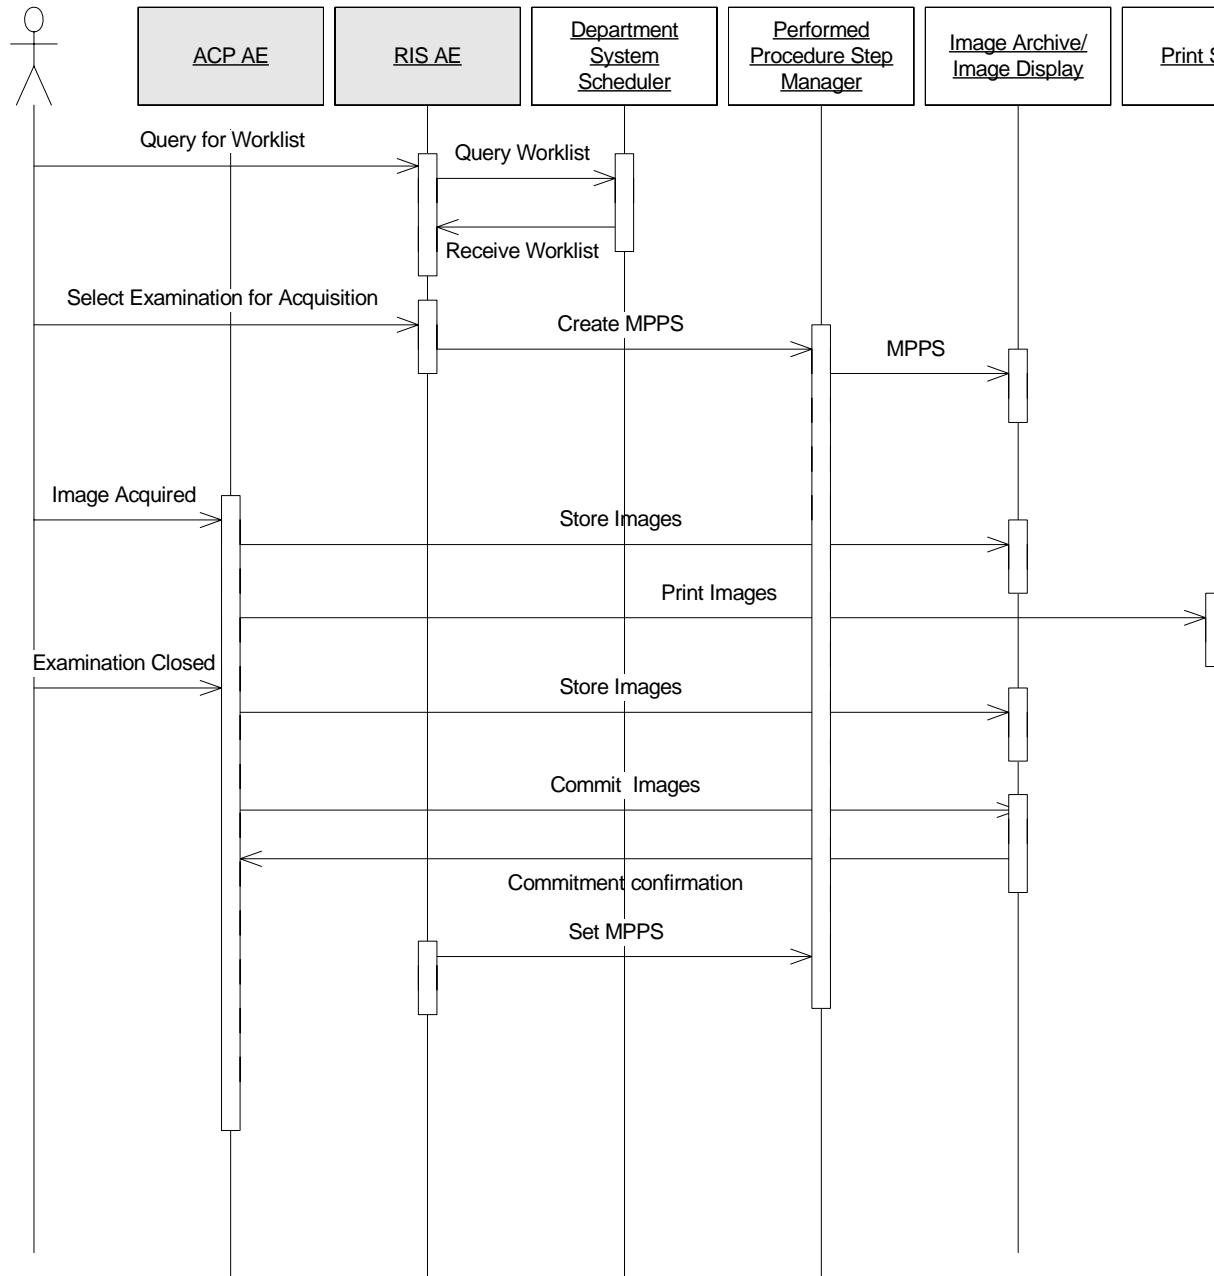 ACP AE
RIS AE
Department
System
Scheduler
Performed
Procedure Step
Manager
Image Archive/
Image Display
Print S
Query for Worklist
Query Worklist
Receive Worklist
Select Examination for Acquisition
Create MPPS
MPPS
Image Acquired
Store Images
Print Images
Examination Closed
Store Images
Commit Images
Commitment confirmation
Set MPPS